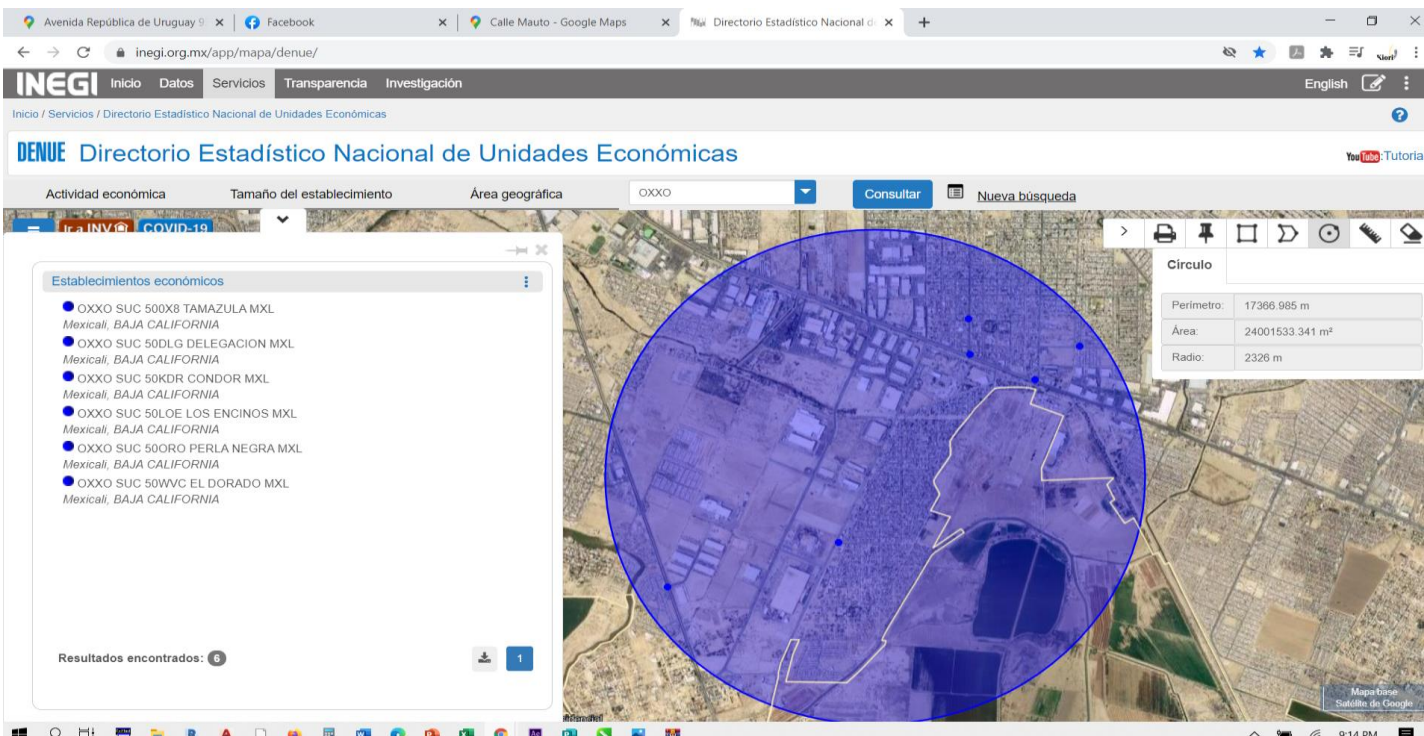 Avenida República de Uruguay 9
Facebook
Calle Mauto - Google Maps
Directorio Estadístico Nacional d
inegi.org.mx/app/mapa/denue/
INEGI Inicio Datos Servicios Transparencia Investigación English
Inicio / Servicios / Directorio Estadístico Nacional de Unidades Económicas
DENUE Directorio Estadístico Nacional de Unidades Económicas
YouTube:Tutoria
Actividad económica Tamaño del establecimiento Área geográfica OXXO Consultar Nueva búsqueda
Ir a INV COVID-19
Establecimientos económicos
OXXO SUC 500X8 TAMAZULA MXL
Mexicali, BAJA CALIFORNIA
OXXO SUC 50DLG DELEGACION MXL
Mexicali, BAJA CALIFORNIA
OXXO SUC 50KDR CONDOR MXL
Mexicali, BAJA CALIFORNIA
OXXO SUC 50LOE LOS ENCINOS MXL
Mexicali, BAJA CALIFORNIA
OXXO SUC 50ORO PERLA NEGRA MXL
Mexicali, BAJA CALIFORNIA
OXXO SUC 50WVC EL DORADO MXL
Mexicali, BAJA CALIFORNIA
Resultados encontrados: 6
1
Círculo
Perímetro: 17366.985 m
Área: 24001533.341 m²
Radio: 2326 m
Mapa base
Satélite de Google
9:14 PM